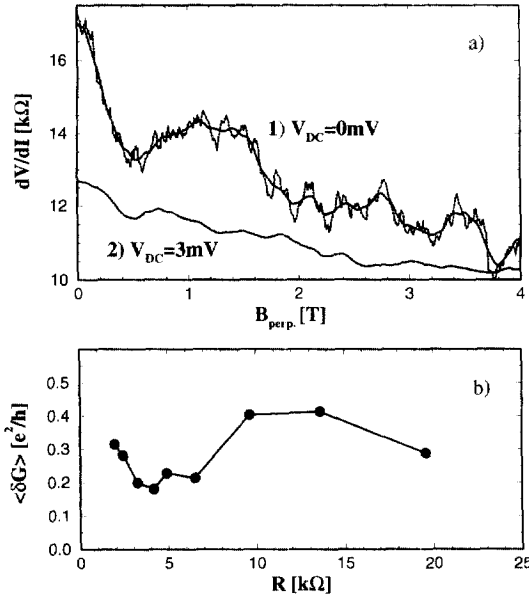 16
14
12
10
dV/dI [kΩ]
a)
1) V_DC=0mV
2) V_DC=3mV
0
1
2
3
4
B_perp. [T]
0.5
0.4
0.3
0.2
0.1
0.0
<δG> [e²/h]
b)
0
5
10
15
20
25
R [kΩ]